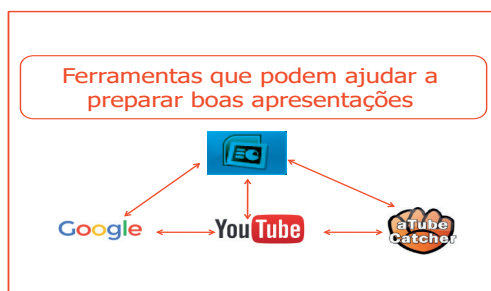 Ferramentas que podem ajudar a
preparar boas apresentações
Google
YouTube
aTube
Catcher